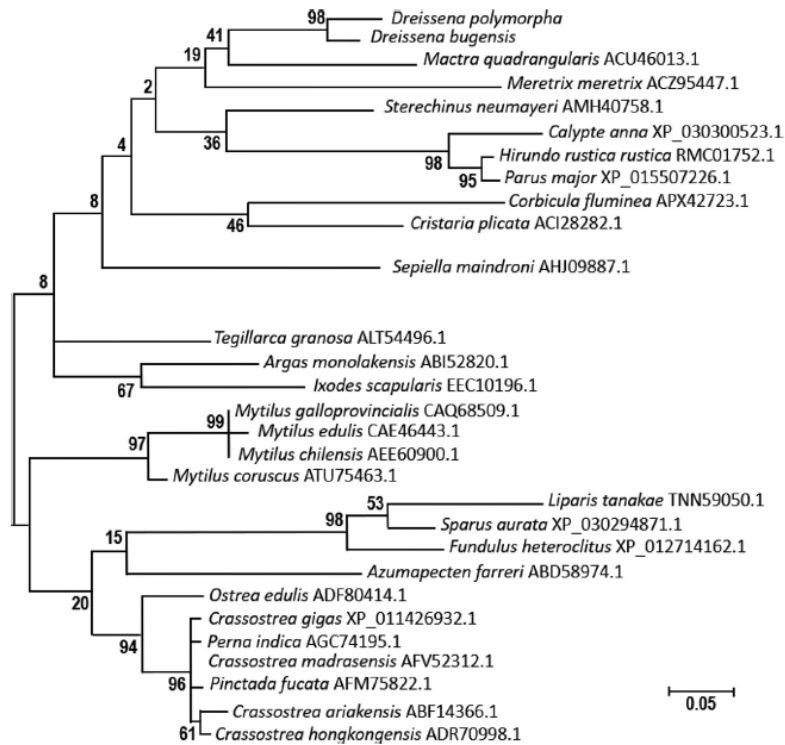 98 Dreissena polymorpha
41 Dreissena bugensis
19 Mactra quadrangularis ACU46013.1
2 Meretrix meretrix ACZ95447.1
Sterechinus neumayeri AMH40758.1
36 Calypte anna XP_030300523.1
4 98 Hirundo rustica rustica RMC01752.1
95 Parus major XP_015507226.1
8 Corbicula fluminea APX42723.1
46 Cristaria plicata ACI28282.1
Sepiella maindroni AHJ09887.1
8
Tegillarca granosa ALT54496.1
Argas monolakensis ABI52820.1
67 Ixodes scapularis EEC10196.1
99 Mytilus galloprovincialis CAQ68509.1
97 Mytilus edulis CAE46443.1
Mytilus chilensis AEE60900.1
Mytilus coruscus ATU75463.1
53 Liparis tanakae TNN59050.1
15 98 Sparus aurata XP_030294871.1
Fundulus heteroclitus XP_012714162.1
Azumapecten farreri ABD58974.1
20 Ostrea edulis ADF80414.1
Crassostrea gigas XP_011426932.1
94 Perna indica AGC74195.1
Crassostrea madrasensis AFV52312.1
96 Pinctada fucata AFM75822.1
Crassostrea ariakensis ABF14366.1
61 Crassostrea hongkongensis ADR70998.1
0.05